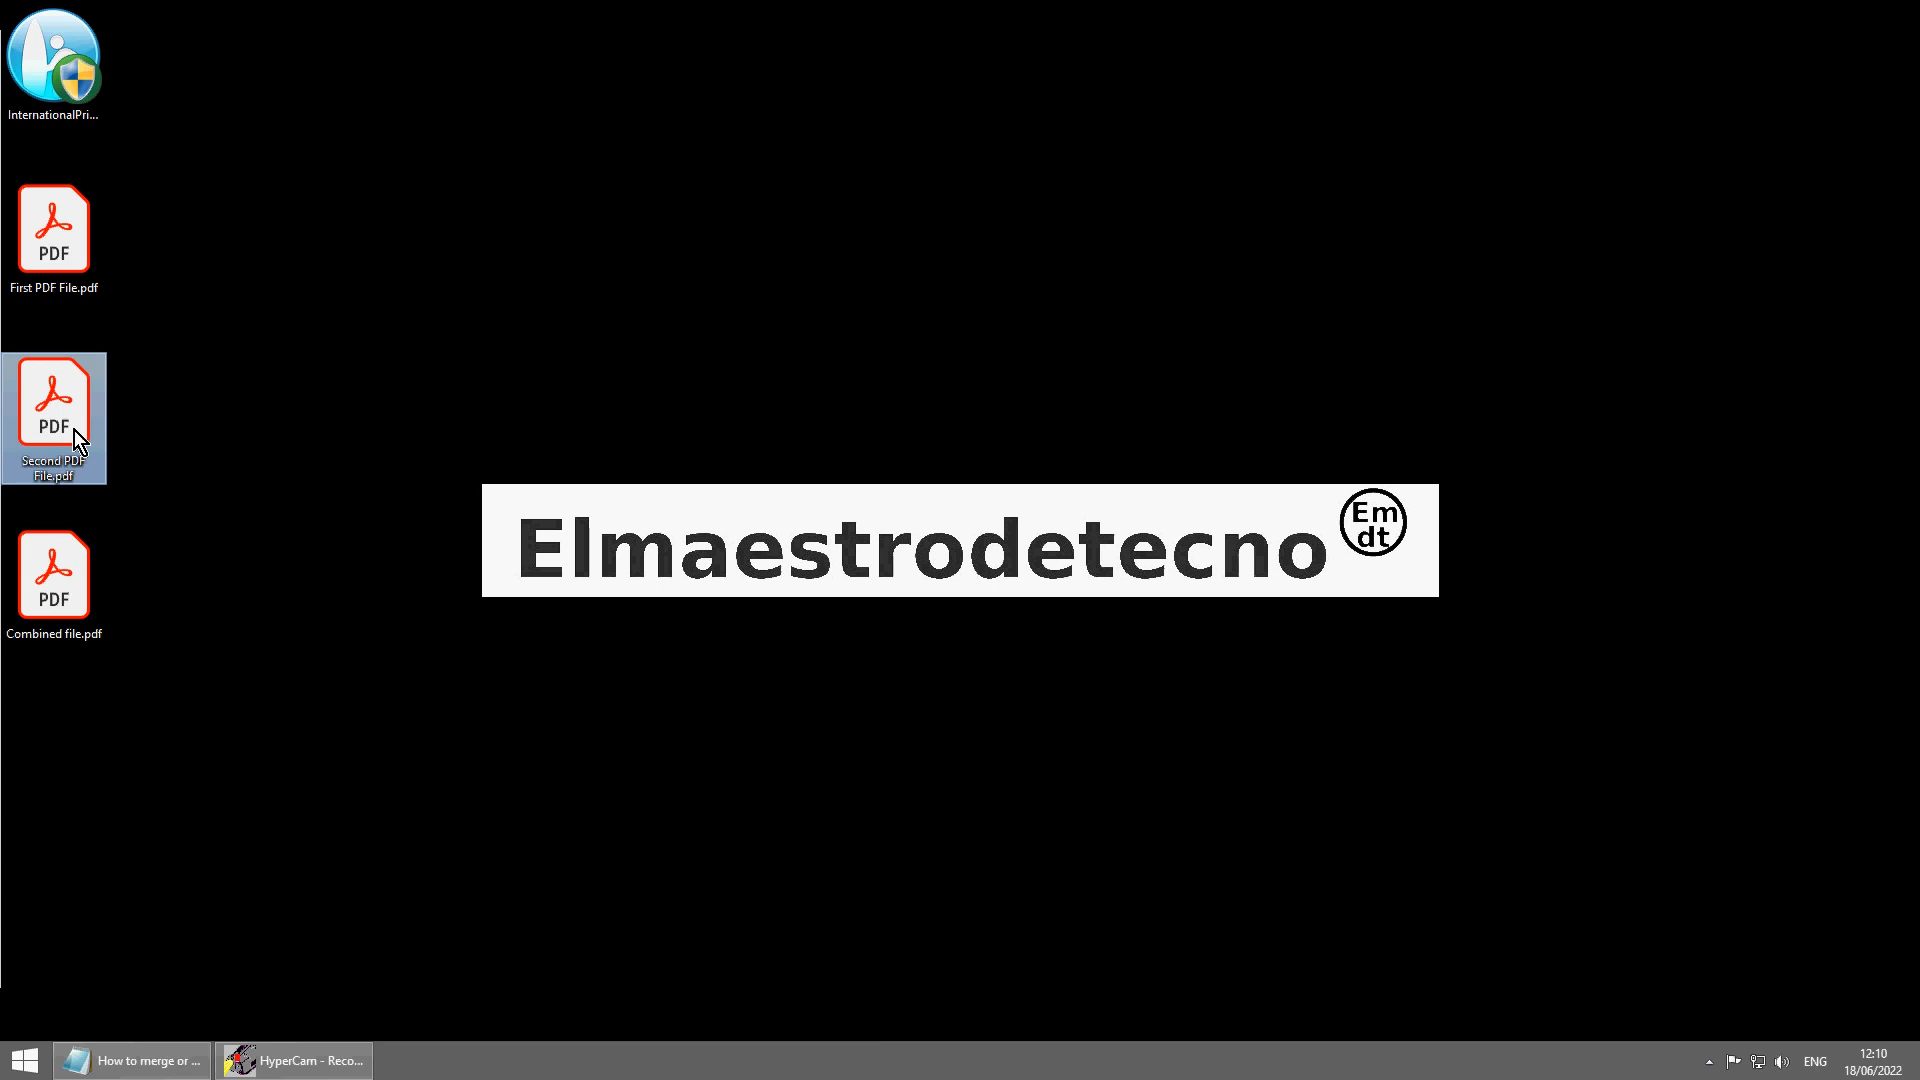 InternationalPri...
PDF
First PDF File.pdf
PDF
Second PDF
File.pdf
PDF
Combined file.pdf
Elmaestrodetecno
Em
dt
How to merge or ...
HyperCam - Reco...
ENG
12:10
18/06/2022